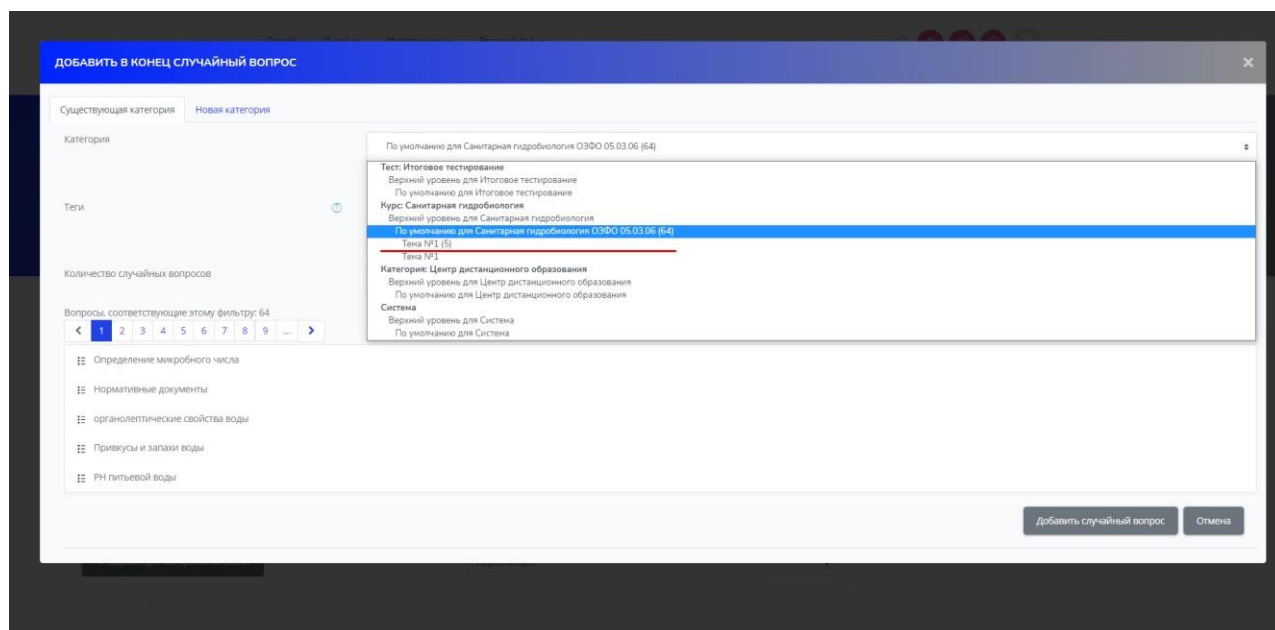 ДОБАВИТЬ В КОНЕЦ СЛУЧАЙНЫЙ ВОПРОС
Существующая категория Новая категория
Категория
По умолчанию для Санитарная гидробиология ОЗФО 05.03.06 (64)
Тест: Итоговое тестирование
Верхний уровень для Итоговое тестирование
По умолчанию для Итоговое тестирование
Курс: Санитарная гидробиология
Верхний уровень для Санитарная гидробиология
По умолчанию для Санитарная гидробиология ОЗФО 05.03.06 (64)
Тема №1 (5)
Тема №1
Категория: Центр дистанционного образования
Верхний уровень для Центр дистанционного образования
По умолчанию для Центр дистанционного образования
Система
Верхний уровень для Система
По умолчанию для Система
Теги
Количество случайных вопросов
Вопросы, соответствующие этому фильтру: 64
1 2 3 4 5 6 7 8 9 ...
Определение микробного числа
Нормативные документы
органолептические свойства воды
Привкусы и запахи воды
РН питьевой воды
Добавить случайный вопрос Отмена